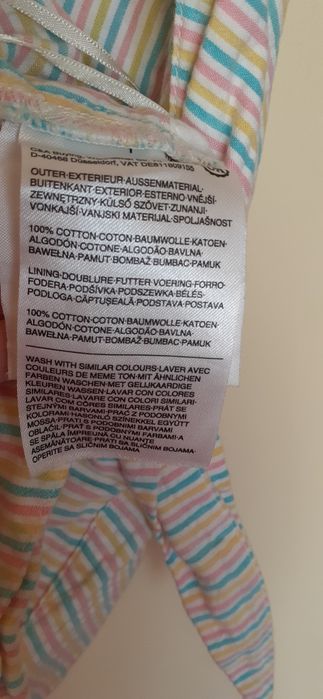 D-40468 Düsseldorf, VAT DE811809155
OUTER·EXTERIEUR·AUSSENMATERIAL·
BUITENKANT·EXTERIOR·ESTERNO·VNĚJŠÍ·
ZEWNĘTRZNY·KÜLSŐ SZÖVET·ZUNANJI·
VONKAJŠÍ·VANJSKI MATERIJAL·SPOLJAŠNOST
100% COTTON·COTON·BAUMWOLLE·KATOEN·
ALGODÓN·COTONE·ALGODÃO·BAVLNA·
BAWEŁNA·PAMUT·BOMBAŽ·BUMBAC·PAMUK
LINING·DOUBLURE·FUTTER·VOERING·FORRO·
FODERA·PODŠÍVKA·PODSZEWKA·BÉLÉS·
PODLOGA·CĂPTUȘEALĂ·PODSTAVA·POSTAVA
100% COTTON·COTON·BAUMWOLLE·KATOEN·
ALGODÓN·COTONE·ALGODÃO·BAVLNA·
BAWEŁNA·PAMUT·BOMBAŽ·BUMBAC·PAMUK
WASH WITH SIMILAR COLOURS·LAVER AVEC
COULEURS DE MEME TON·MIT ÄHNLICHEN
FARBEN WASCHEN·MET GELIJKAARDIGE
KLEUREN WASSEN·LAVAR CON COLORES
SIMILARES·LAVARE CON COLORI SIMILARI·
LAVAR COM CÔRES SIMILARES·PRÁT SE
STEJNÝMI BARVAMI·PRAĆ Z PODOBNYMI
KOLORAMI·HASONLÓ SZÍNEKKEL EGYÜTT
MOSSA·PRATI S PODOBNIMI BARVAMI
OBLAČIL·PRAŤ S PODOBNÝMI FARBAMI·A
SE SPĂLA ÎMPREUNĂ CU NUANȚE
ASEMĂNĂTOARE·PRATI SA SLIČNIM BOJAMA·
OPERITE SA SLIČNIM BOJAMA